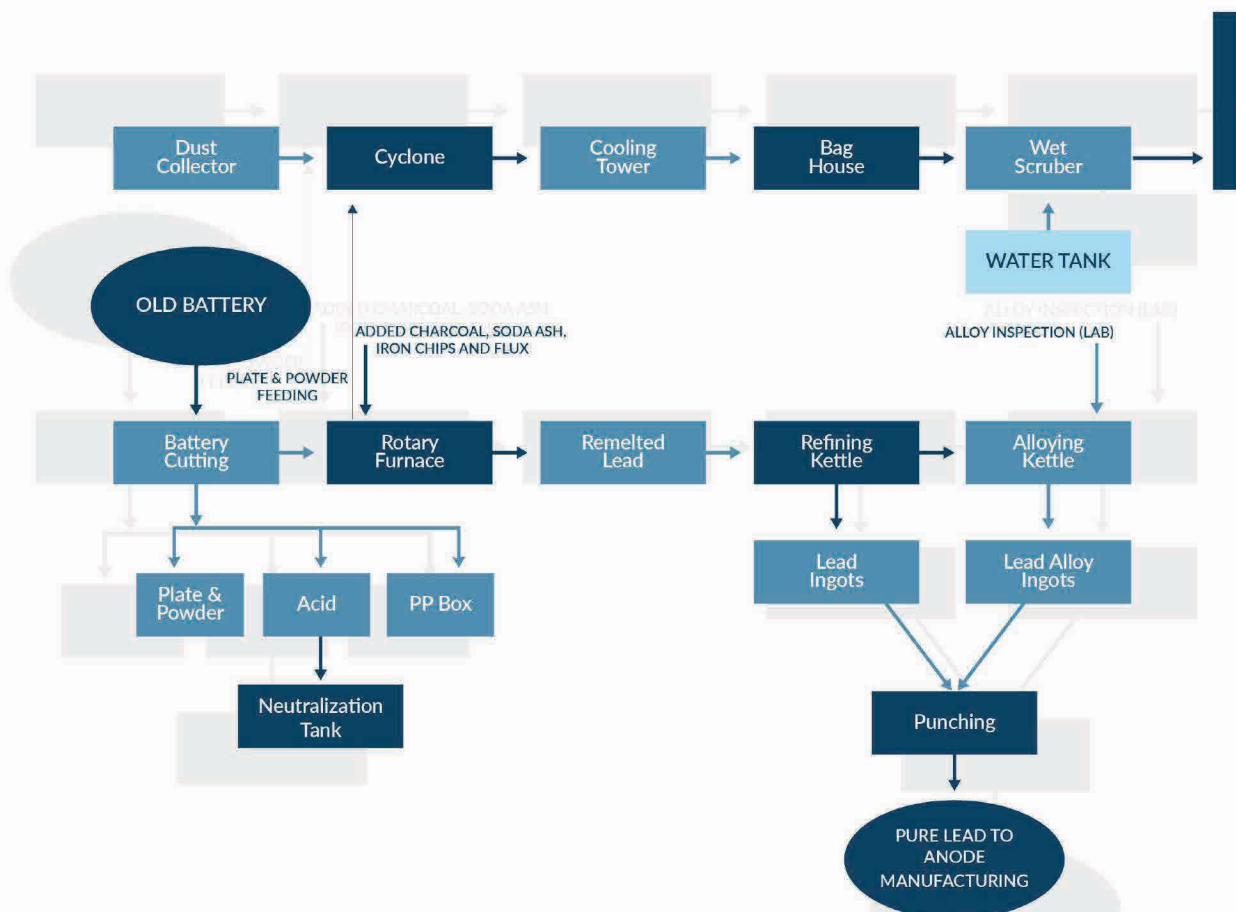 Dust
Collector
Cyclone
Cooling
Tower
Bag
House
Wet
Scruber
OLD BATTERY
WATER TANK
ADDED CHARCOAL, SODA ASH,
IRON CHIPS AND FLUX
ALLOY INSPECTION (LAB)
PLATE & POWDER
FEEDING
Battery
Cutting
Rotary
Furnace
Remelted
Lead
Refining
Kettle
Alloying
Kettle
Lead
Ingots
Lead Alloy
Ingots
Plate &
Powder
Acid
PP Box
Neutralization
Tank
Punching
PURE LEAD TO
ANODE
MANUFACTURING